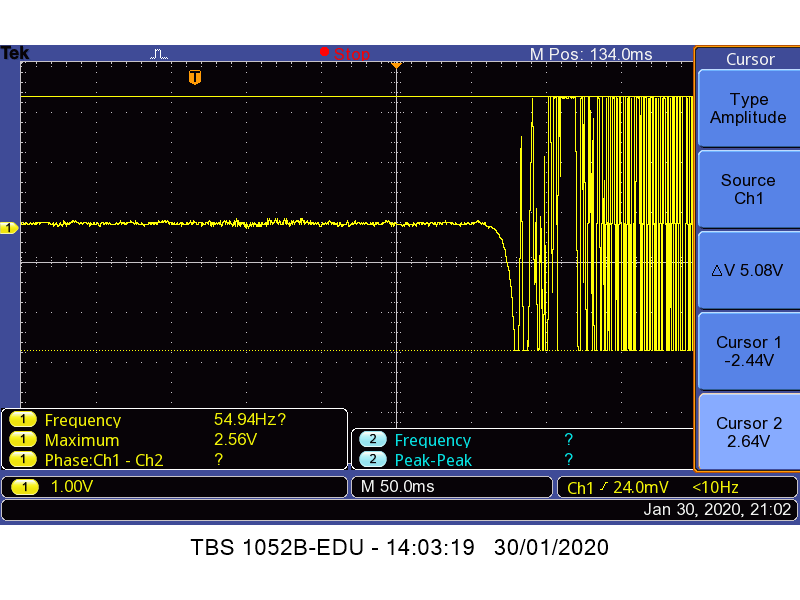 Tek
Stop
M Pos: 134.0ms
Cursor
T
Type
Amplitude
Source
Ch1
1
△V 5.08V
Cursor 1
-2.44V
Cursor 2
2.64V
1 Frequency 54.94Hz?
1 Maximum 2.56V
1 Phase:Ch1 - Ch2 ?
2 Frequency ?
2 Peak-Peak ?
1 1.00V
M 50.0ms
Ch1 24.0mV <10Hz
Jan 30, 2020, 21:02
TBS 1052B-EDU - 14:03:19 30/01/2020